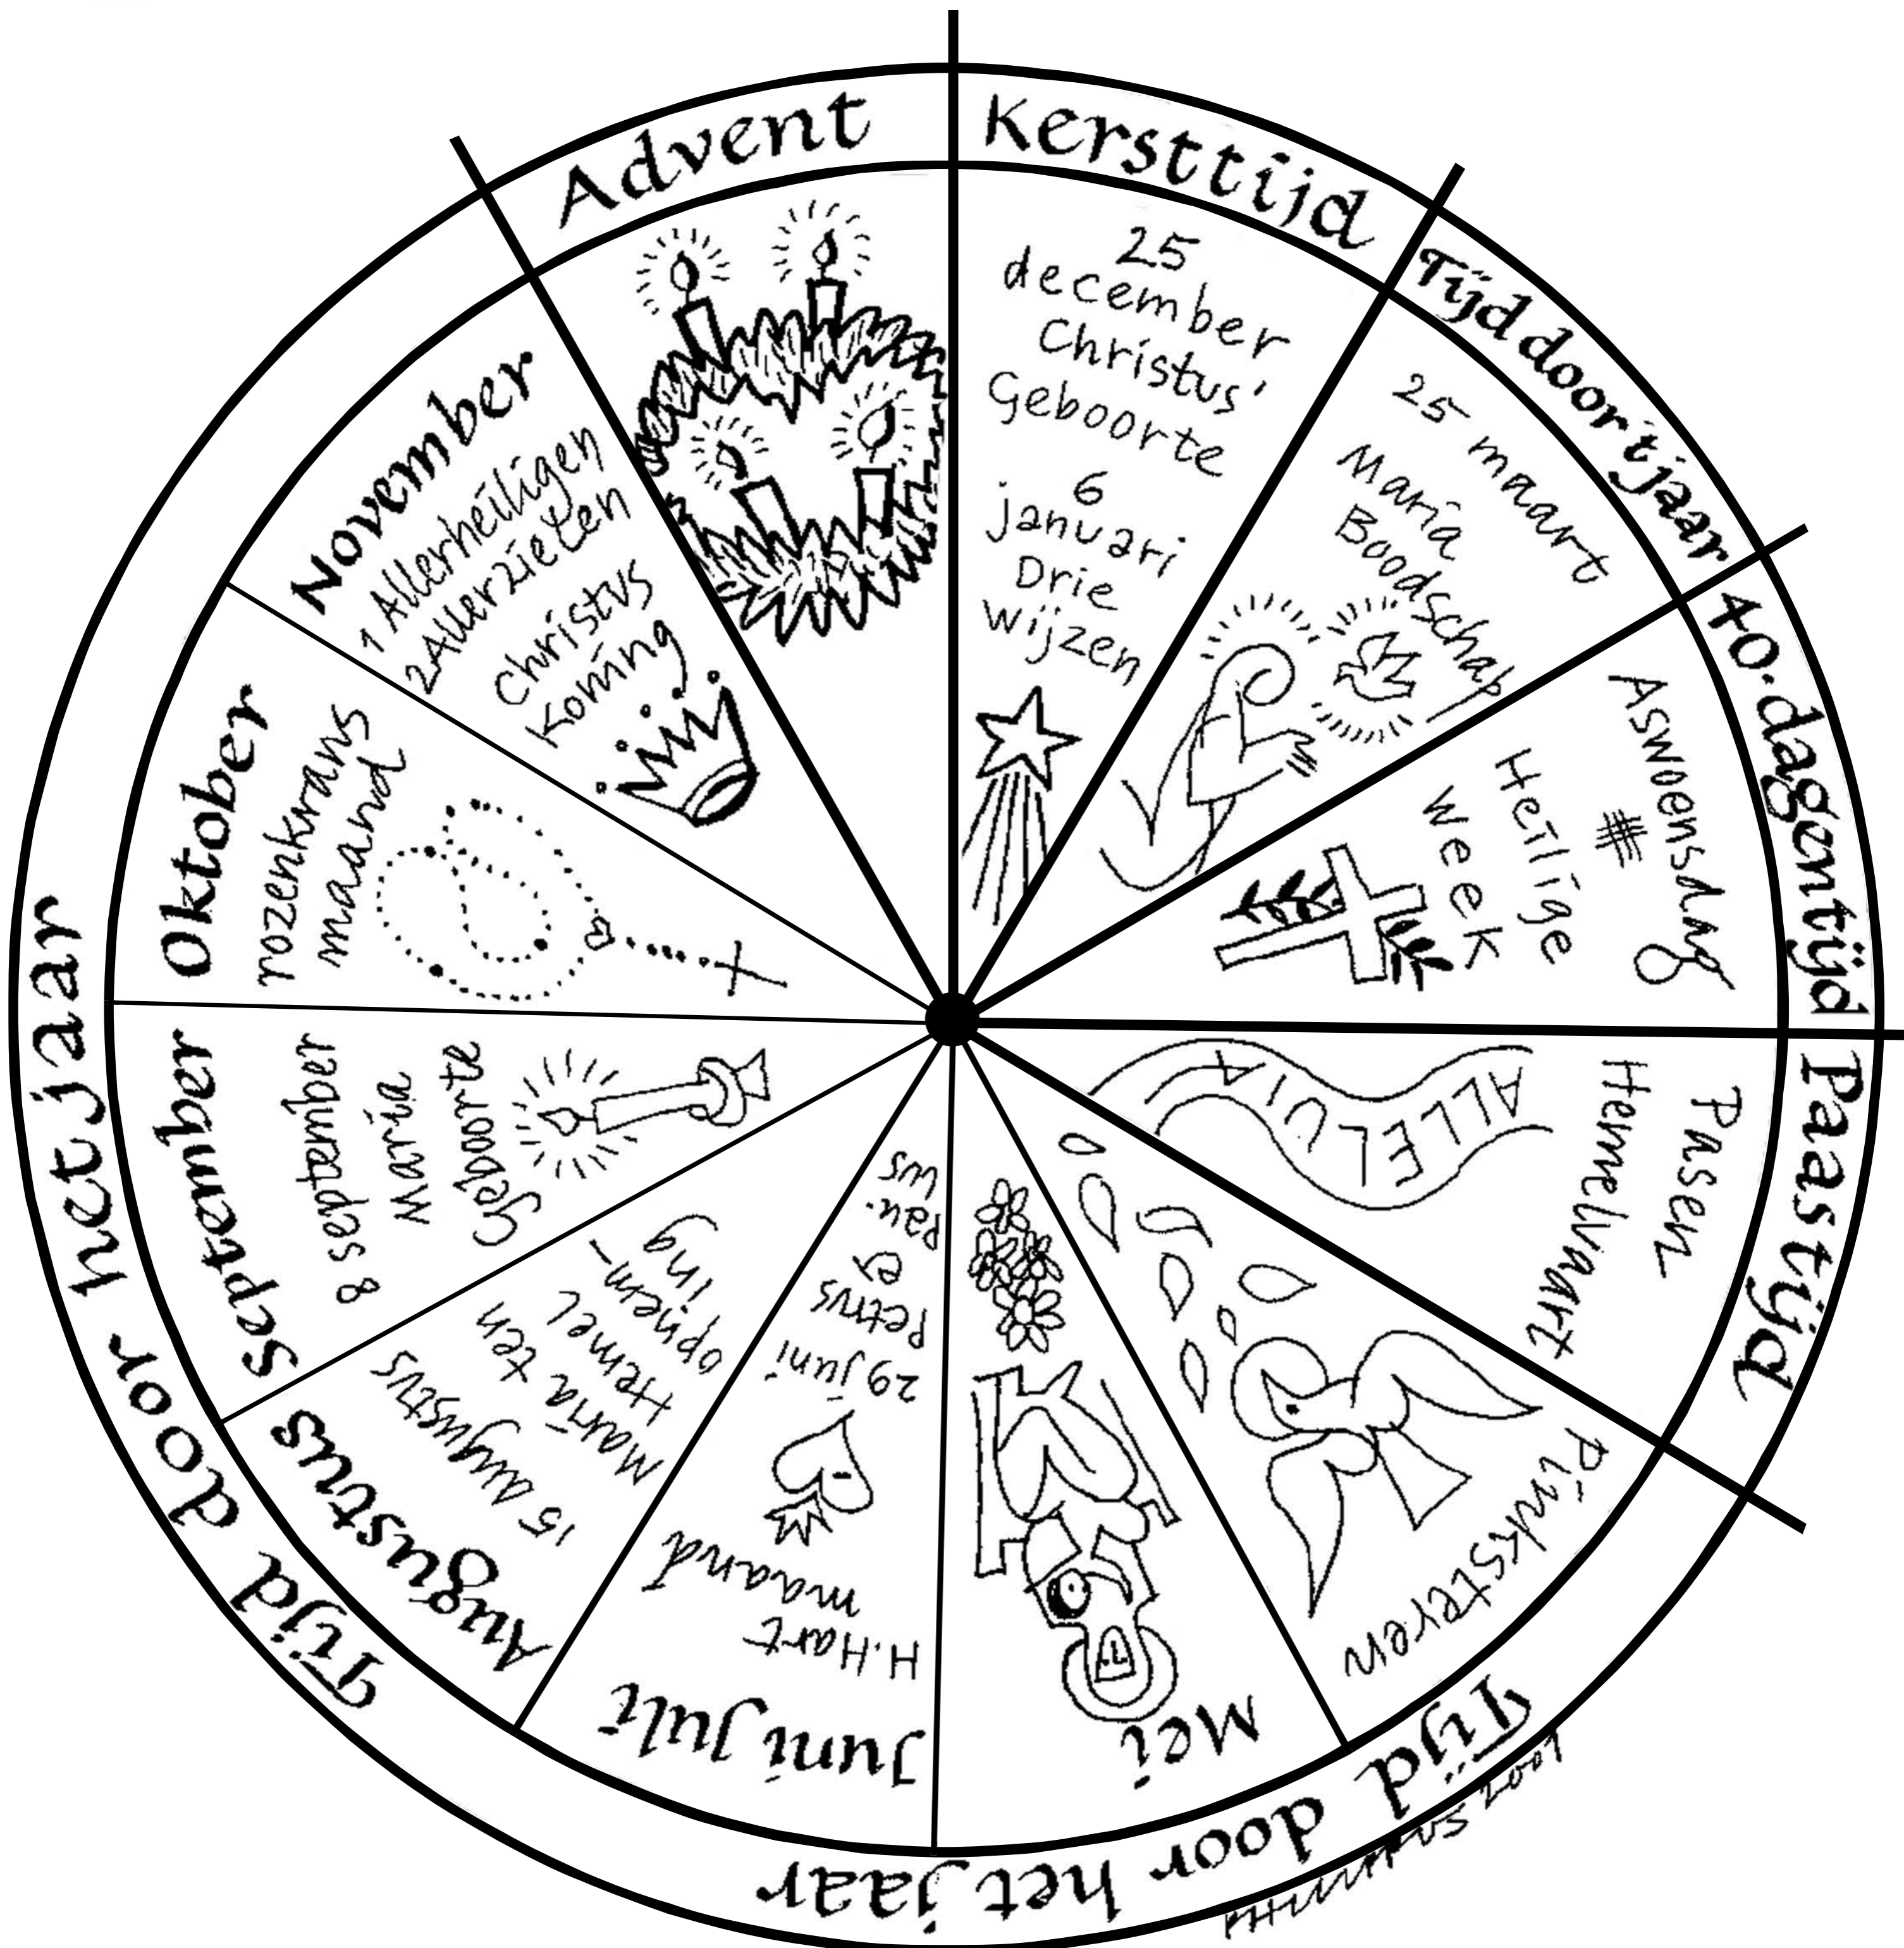 Advent
Kersttijd
25
december
Christus'
Geboorte
6
januari
Drie
wijzen
Tijd door 't jaar
25 maart
Maria
Boodschap
40.dagentijd
Aswoensdag
Heilige
week
Paastijd
Pasen
Hemelvaart
ALLELUIA
Pinksteren
Tijd door het jaar
Mei
Juni Juli
H. Hart
maand
29 juni
Petrus
en
Pau-
lus
Augustus
15 augustus
Maria ten
Hemel
opnem-
ing
September
8 september
Maria
Geboorte
Oktober
rozenkrans
maand
November
1 Allerheiligen
2 Allerzielen
Christus
Koning
Tijd door het jaar